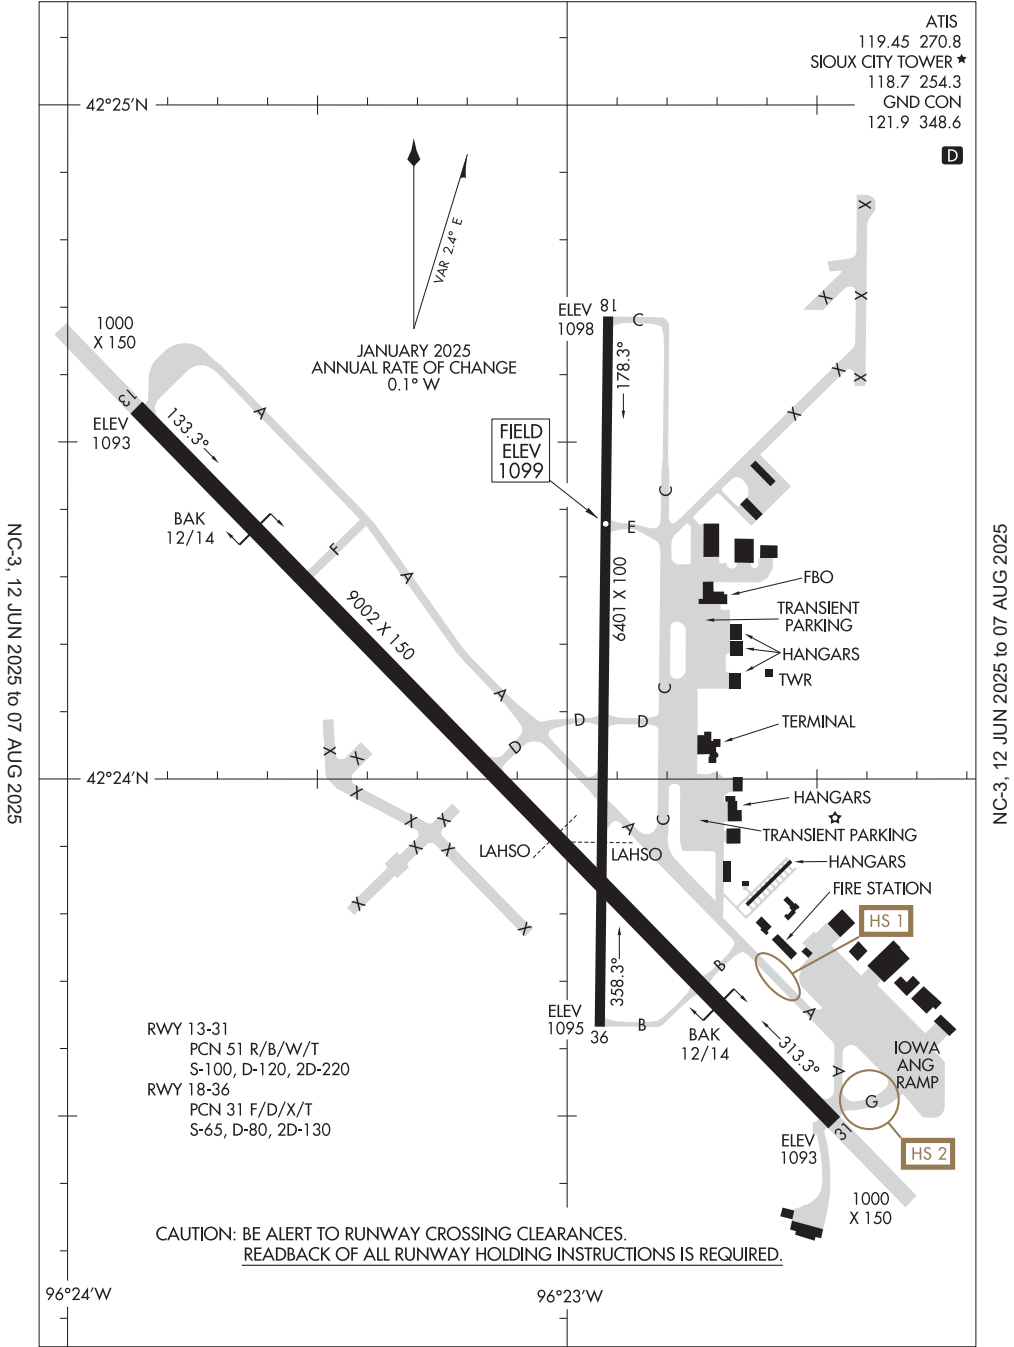 ATIS
119.45 270.8
SIOUX CITY TOWER ★
118.7 254.3
GND CON
121.9 348.6
D
42°25'N
VAR 2.4° E
JANUARY 2025
ANNUAL RATE OF CHANGE
0.1° W
1000
X 150
13
ELEV
1093
133.3°
A
BAK
12/14
F
A
9002 X 150
A
ELEV
1098
18
C
178.3°
FIELD
ELEV
1099
C
E
6401 X 100
X
X
X
X
X
X
FBO
TRANSIENT
PARKING
HANGARS
TWR
C
D
D
D
TERMINAL
42°24'N
X
X
X
X
X
X
X
X
X
HANGARS
TRANSIENT PARKING
C
A
LAHSO
LAHSO
HANGARS
FIRE STATION
HS 1
B
358.3°
ELEV
1095
36
B
BAK
12/14
A
313.3°
A
IOWA
ANG
RAMP
G
31
ELEV
1093
HS 2
1000
X 150
RWY 13-31
PCN 51 R/B/W/T
S-100, D-120, 2D-220
RWY 18-36
PCN 31 F/D/X/T
S-65, D-80, 2D-130
CAUTION: BE ALERT TO RUNWAY CROSSING CLEARANCES.
READBACK OF ALL RUNWAY HOLDING INSTRUCTIONS IS REQUIRED.
96°24'W
96°23'W
NC-3, 12 JUN 2025 to 07 AUG 2025
NC-3, 12 JUN 2025 to 07 AUG 2025